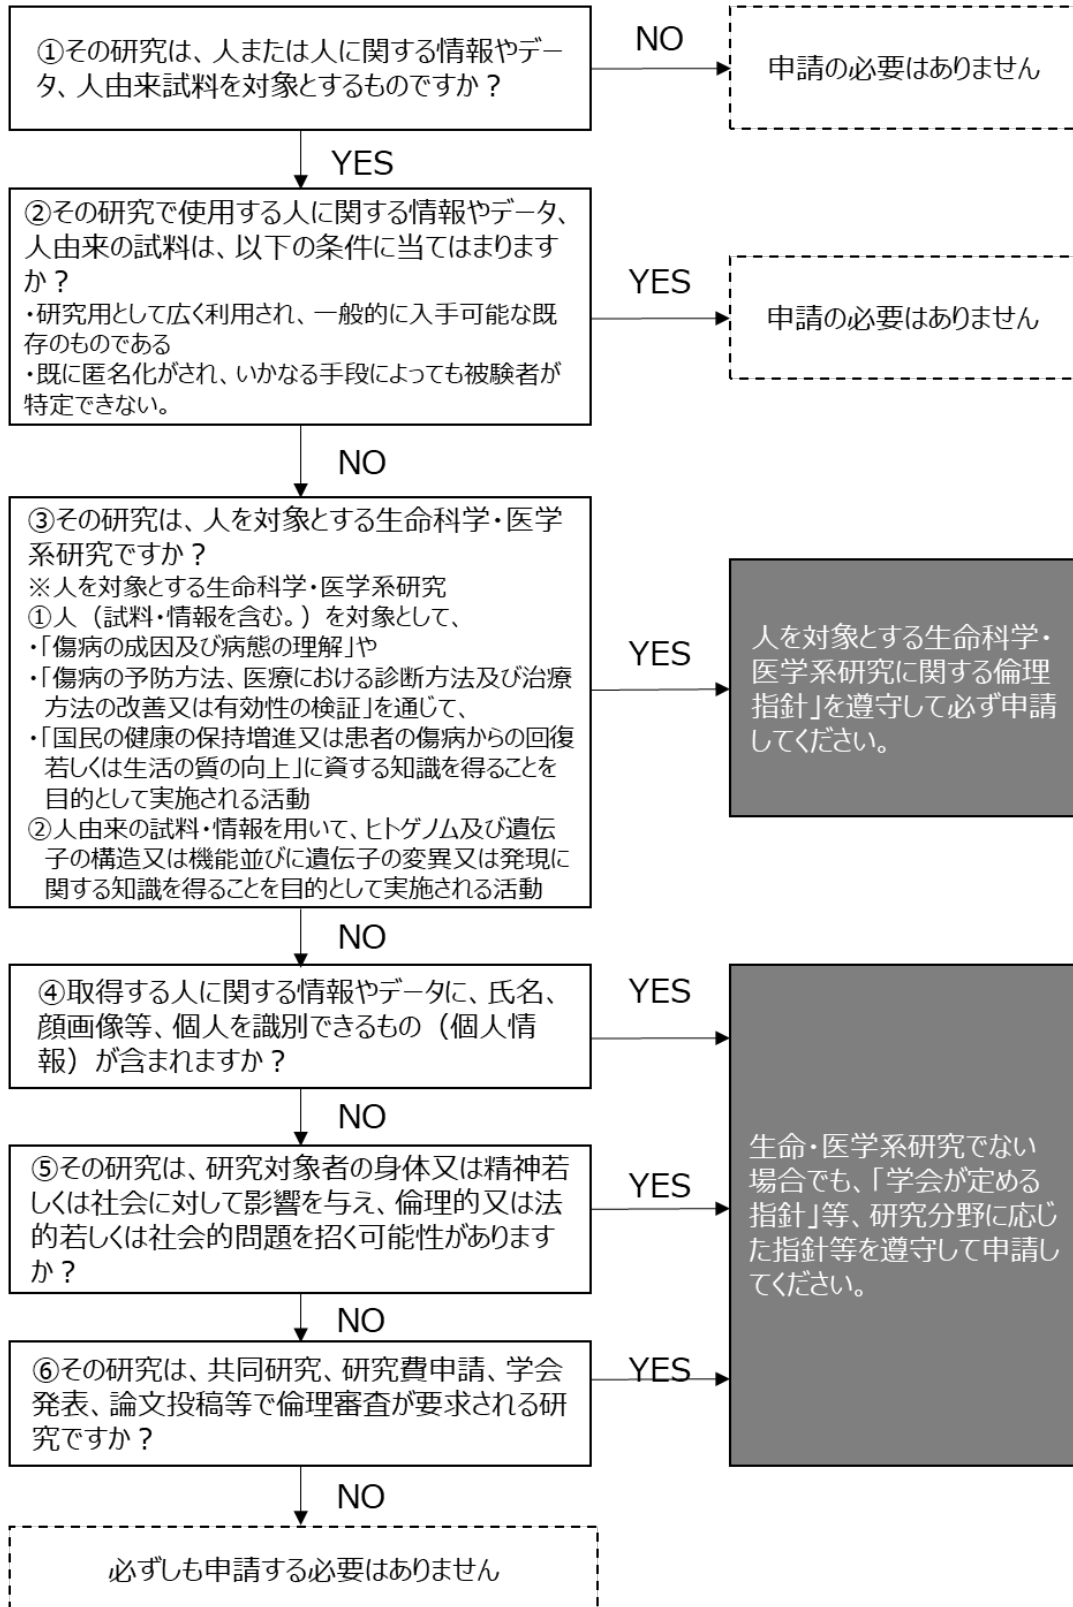 ①その研究は、人または人に関する情報やデー
タ、人由来試料を対象とするものですか？
NO
申請の必要はありません
YES
②その研究で使用する人に関する情報やデータ、
人由来の試料は、以下の条件に当てはまります
か？
・研究用として広く利用され、一般的に入手可能な既
存のものである
・既に匿名化がされ、いかなる手段によっても被験者が
特定できない。
YES
申請の必要はありません
NO
③その研究は、人を対象とする生命科学・医学
系研究ですか？
※人を対象とする生命科学・医学系研究
①人（試料・情報を含む。）を対象として、
・「傷病の成因及び病態の理解」や
・「傷病の予防方法、医療における診断方法及び治療
方法の改善又は有効性の検証」を通じて、
・「国民の健康の保持増進又は患者の傷病からの回復
若しくは生活の質の向上」に資する知識を得ることを
目的として実施される活動
②人由来の試料・情報を用いて、ヒトゲノム及び遺伝
子の構造又は機能並びに遺伝子の変異又は発現に
関する知識を得ることを目的として実施される活動
YES
人を対象とする生命科学・
医学系研究に関する倫理
指針」を遵守して必ず申請
してください。
NO
④取得する人に関する情報やデータに、氏名、
顔画像等、個人を識別できるもの（個人情
報）が含まれますか？
YES
NO
⑤その研究は、研究対象者の身体又は精神若
しくは社会に対して影響を与え、倫理的又は法
的若しくは社会的問題を招く可能性があります
か？
YES
生命・医学系研究でない
場合でも、「学会が定める
指針」等、研究分野に応じ
た指針等を遵守して申請し
てください。
NO
⑥その研究は、共同研究、研究費申請、学会
発表、論文投稿等で倫理審査が要求される研
究ですか？
YES
NO
必ずしも申請する必要はありません